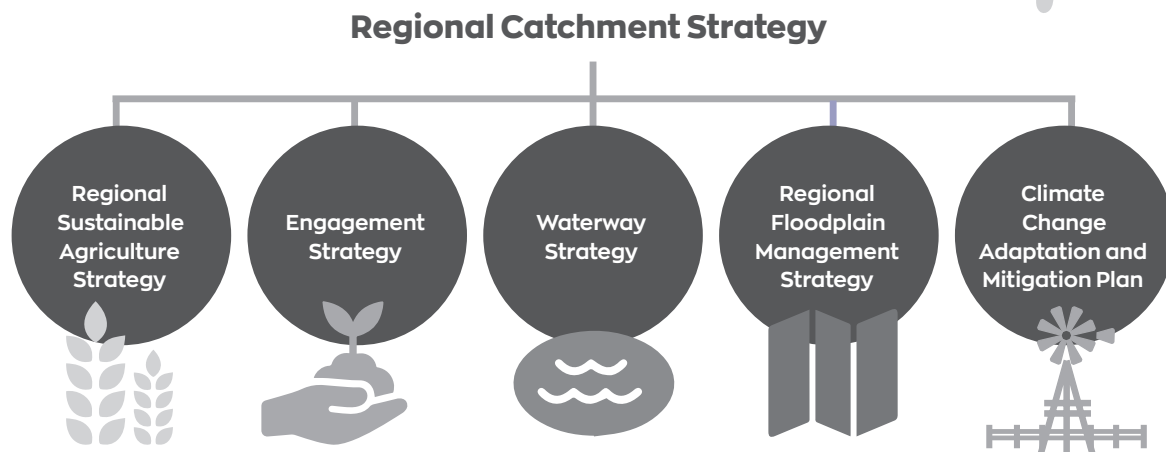 Regional Catchment Strategy
Regional
Sustainable
Agriculture
Strategy
Engagement
Strategy
Waterway
Strategy
Regional
Floodplain
Management
Strategy
Climate
Change
Adaptation and
Mitigation Plan